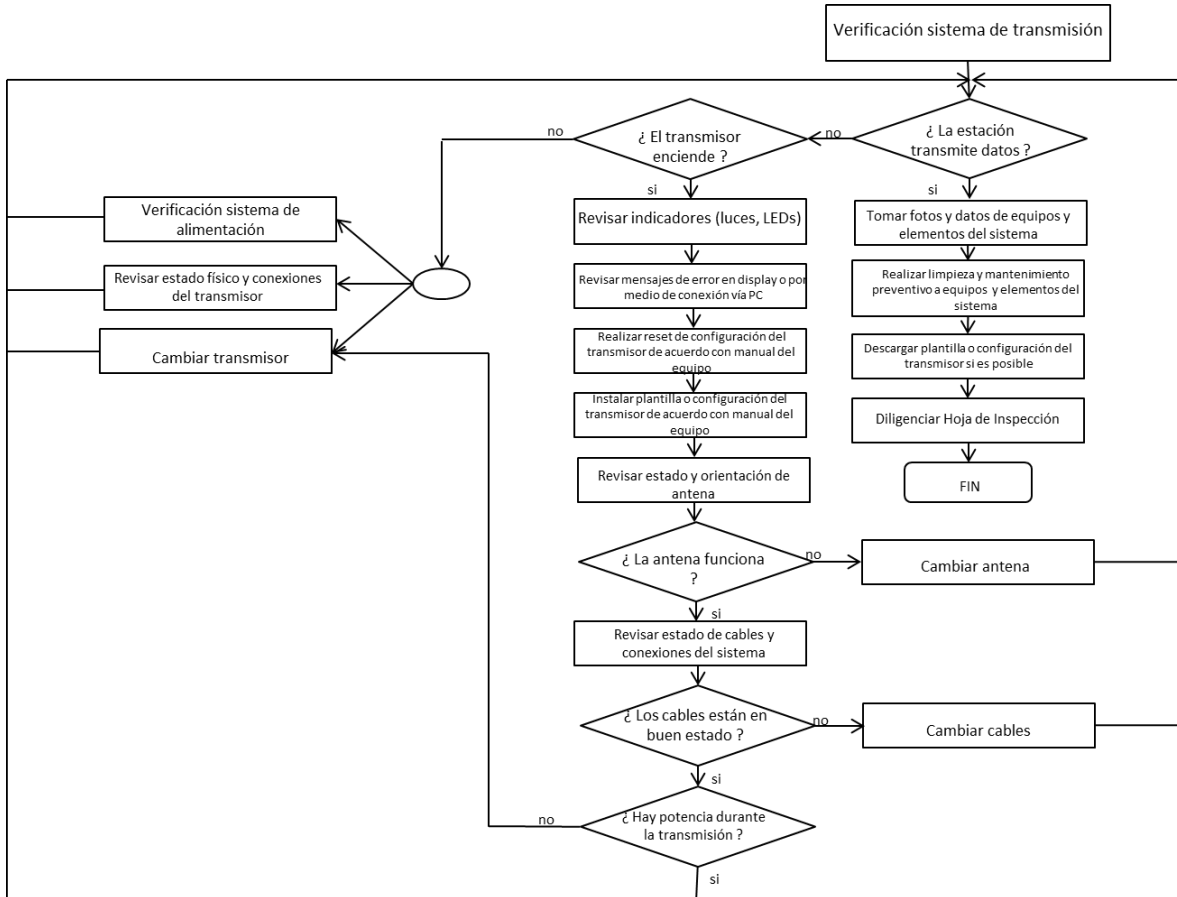 Verificación sistema de transmisión
¿ La estación
transmite datos ?
no
si
¿ El transmisor
enciende ?
no
si
Verificación sistema de
alimentación
Revisar estado físico y conexiones
del transmisor
Cambiar transmisor
Revisar indicadores (luces, LEDs)
Revisar mensajes de error en display o por
medio de conexión vía PC
Realizar reset de configuración del
transmisor de acuerdo con manual del
equipo
Instalar plantilla o configuración del
transmisor de acuerdo con manual del
equipo
Revisar estado y orientación de
antena
Tomar fotos y datos de equipos y
elementos del sistema
Realizar limpieza y mantenimiento
preventivo a equipos y elementos del
sistema
Descargar plantilla o configuración del
transmisor si es posible
Diligenciar Hoja de Inspección
FIN
¿ La antena funciona
?
no
Cambiar antena
si
Revisar estado de cables y
conexiones del sistema
¿ Los cables están en
buen estado ?
no
Cambiar cables
si
¿ Hay potencia durante
la transmisión ?
no
si